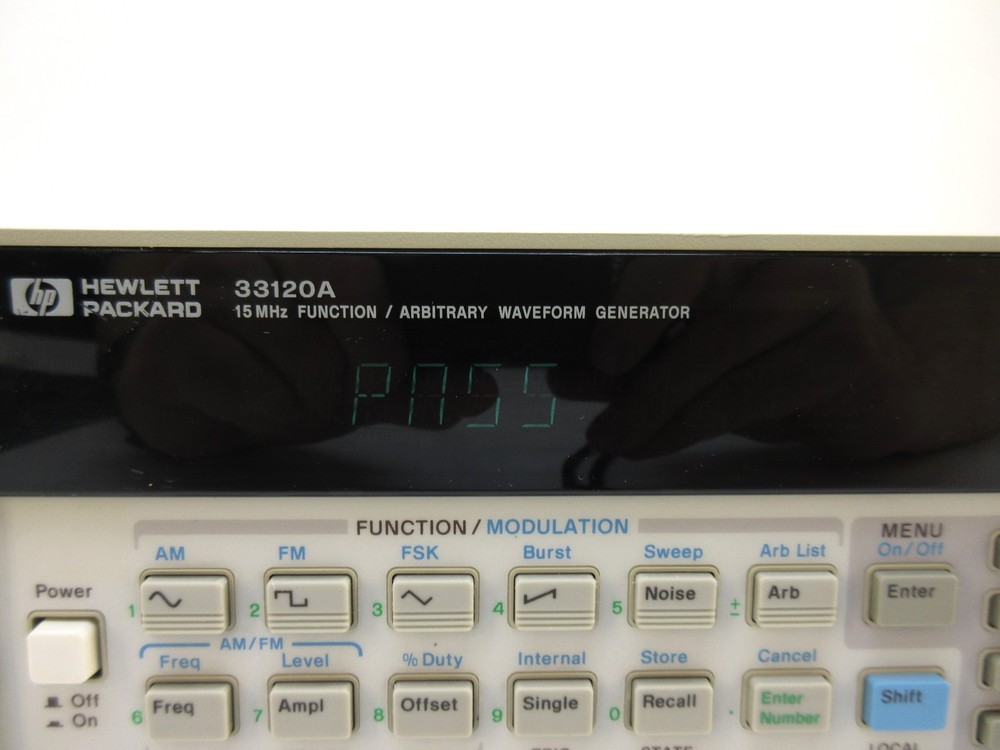 hp HEWLETT PACKARD 33120A
15 MHz FUNCTION / ARBITRARY WAVEFORM GENERATOR
PASS
FUNCTION / MODULATION
MENU
On/Off
AM FM FSK Burst Sweep Arb List
Power
1 2 3 4 5 Noise ± Arb Enter
AM/FM
Freq Level % Duty Internal Store Cancel
Off
On
6 Freq 7 Ampl 8 Offset 9 Single 0 Recall . Enter Number Shift